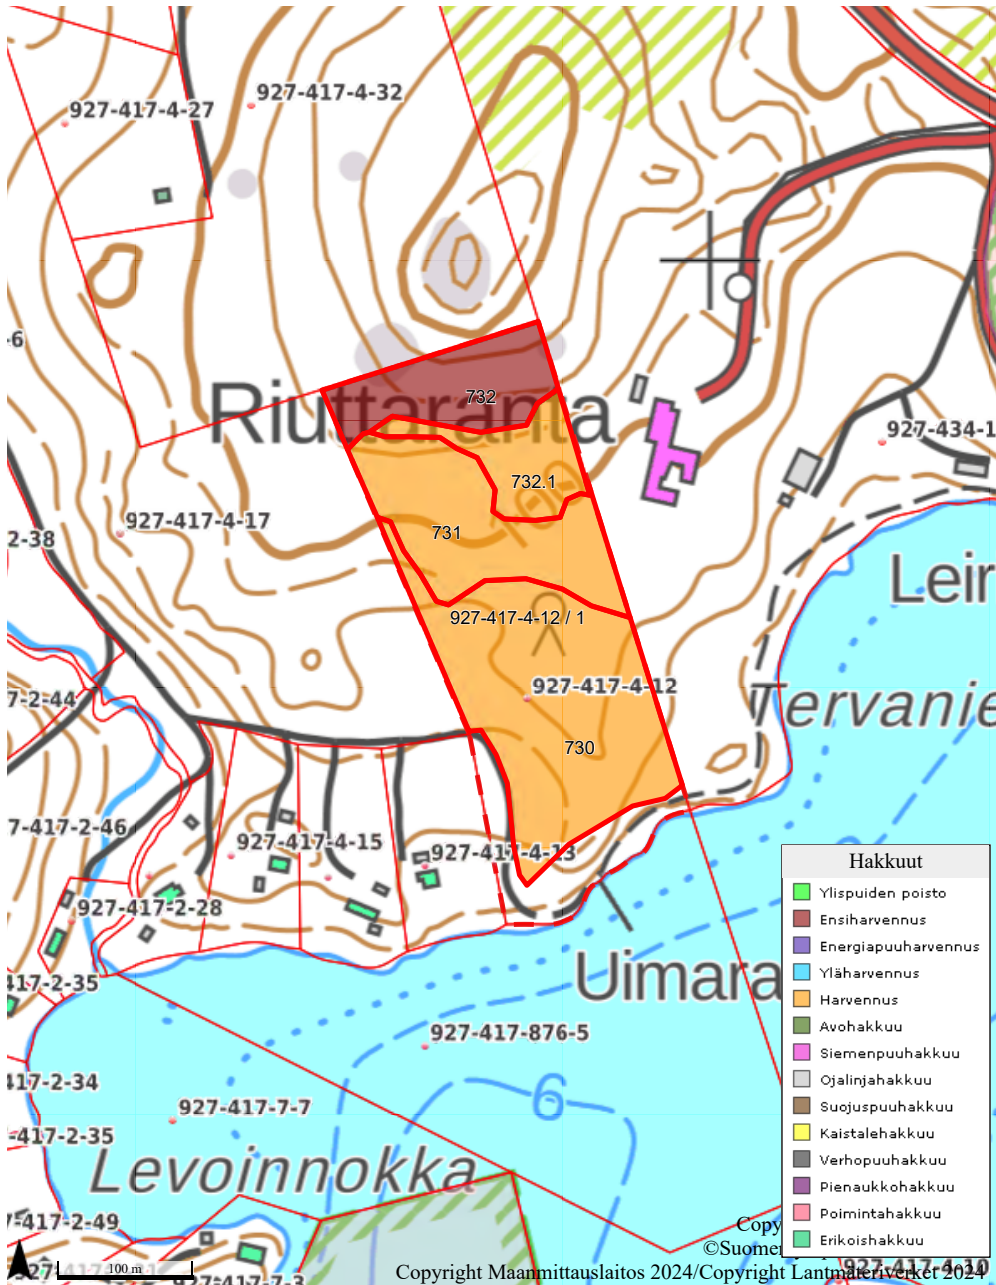 927-417-4-32
927-417-4-27
-6
Riuttaranta
732
927-434-1
732.1
927-417-4-17
731
2-38
Leir
927-417-4-12 / 1
927-417-4-12
7-2-44
Tervanie
730
7-417-2-46
927-417-4-15
927-417-4-13
927-417-2-28
Uimara
417-2-35
927-417-876-5
417-2-34
6
927-417-7-7
-417-2-35
Levoinnokka
7-417-2-49
Hakkuut
Ylispuiden poisto
Ensiharvennus
Energiapuuharvennus
Yläharvennus
Harvennus
Avohakkuu
Siemenpuuhakkuu
Ojalinjahakkuu
Suojuspuuhakkuu
Kaistalehakkuu
Verhopuuhakkuu
Pienaukkohakkuu
Poimintahakkuu
Erikoishakkuu
Copy
©Suomen
100 m
Copyright Maanmittauslaitos 2024/Copyright Lantmäteriverket 2024